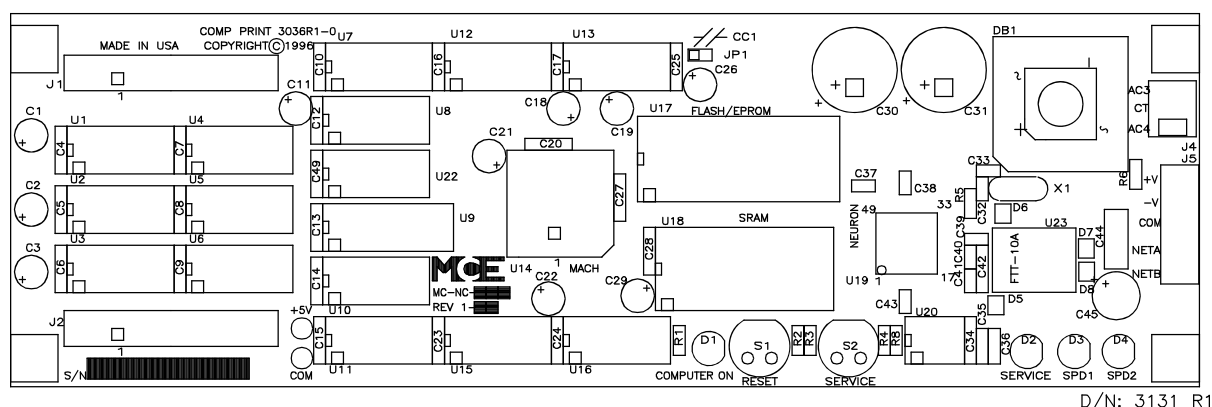 COMP PRINT 3036R1-0
MADE IN USA COPYRIGHT©1996
J1
1
U7
U12
U13
CC1
JP1
C10
C16
C17
C25
C26
C11
C12
U8
C18
C19
C21
C20
U17
FLASH/EPROM
C30
C31
DB1
AC3
CT
AC4
J4
J5
C1
U1
U4
C4
C7
C2
U2
U5
C5
C8
C3
U3
U6
C6
C9
C49
U22
C13
U9
C14
U10
U14
1
MACH
C27
MCE
MC-NC-
REV 1-
C22
C29
U18
SRAM
C28
C37
C38
NEURON
49
33
U19
1
17
C43
C33
R5
C32
X1
D6
C39
C40
C41
C42
U23
FTT-10A
D5
C35
C44
D7
D8
C45
R6
+V
-V
COM
NETA
NETB
J2
1
S/N
+5V
COM
C15
U11
C23
U15
C24
U16
R1
D1
COMPUTER ON
S1
RESET
R2
R3
S2
SERVICE
R4
R8
U20
C34
C36
D2
SERVICE
D3
SPD1
D4
SPD2
D/N: 3131 R1